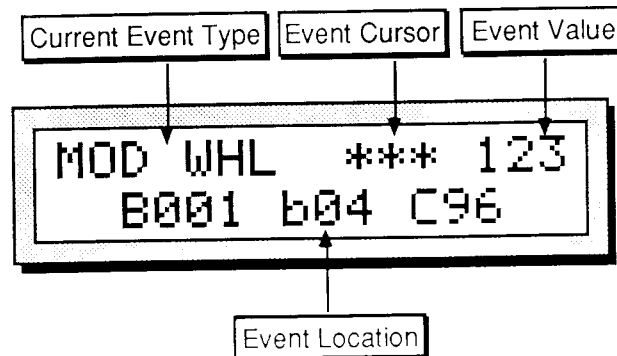 Current Event Type Event Cursor Event Value
MOD WHL *** 123
B001 b04 C96
Event Location